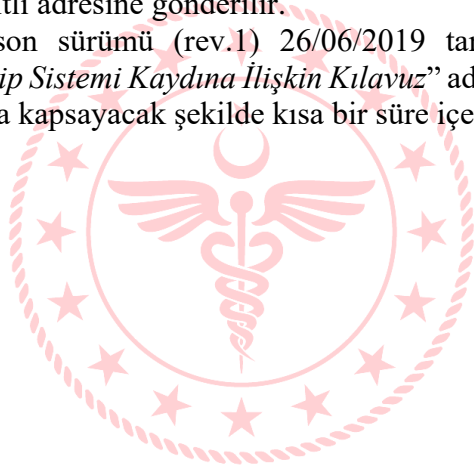 itli adresine gönderilir.
son sürümü (rev.1) 26/06/2019 tar
ip Sistemi Kaydına İlişkin Kılavuz” ad
a kapsayacak şekilde kısa bir süre içe